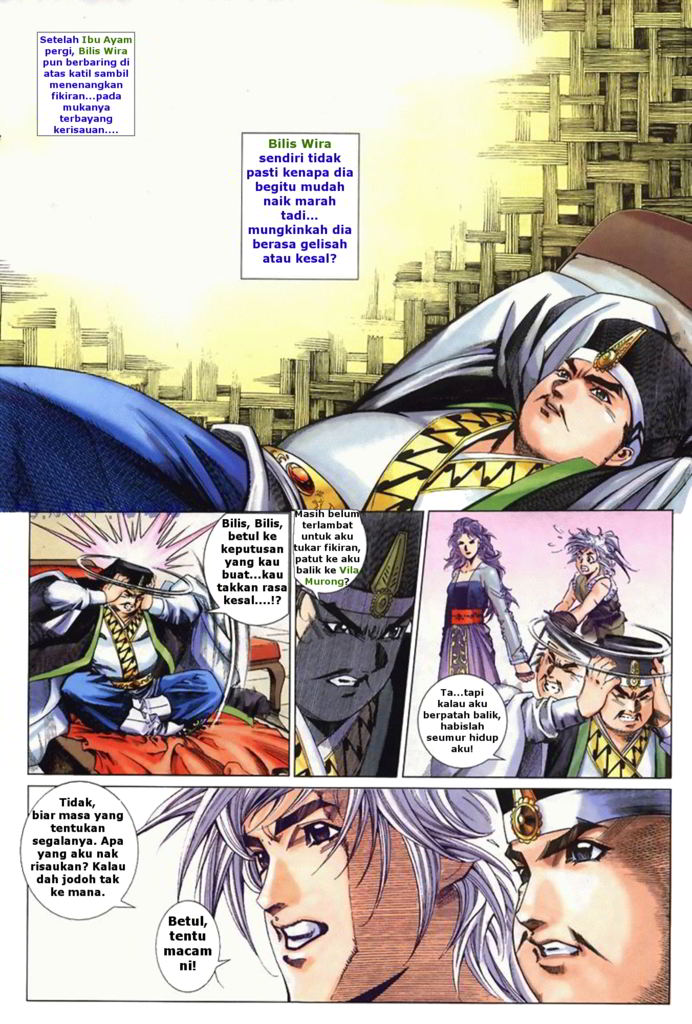 Setelah Ibu Ayam
pergi, Bilis Wira
pun berbaring di
atas katil sambil
menenangkan
fikiran...pada
mukanya
terbayang
kerisauan....
Bilis Wira
sendiri tidak
pasti kenapa dia
begitu mudah
naik marah
tadi...
mungkinkah dia
berasa gelisah
atau kesal?
Bilis, Bilis,
betul ke
keputusan
yang kau
buat...kau
takkan rasa
kesal....!?
Masih belum
terlambat
untuk aku
tukar fikiran,
patut ke aku
balik ke Vila
Murong?
Ta...tapi
kalau aku
berpatah balik,
habislah
seumur hidup
aku!
Tidak,
biar masa yang
tentukan
segalanya. Apa
yang aku nak
risaukan? Kalau
dah jodoh tak
ke mana.
Betul,
tentu
macam
ni!